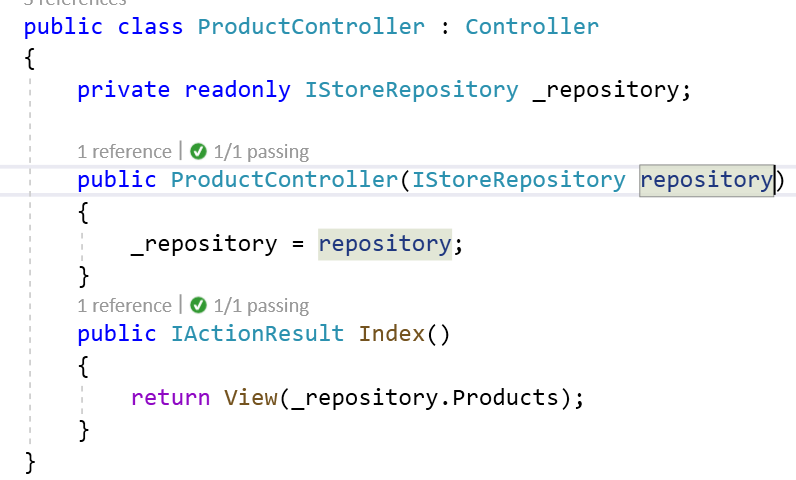 3 references
public class ProductController : Controller
{
private readonly IStoreRepository _repository;
1 reference | 1/1 passing
public ProductController(IStoreRepository repository)
{
_repository = repository;
}
1 reference | 1/1 passing
public IActionResult Index()
{
return View(_repository.Products);
}
}